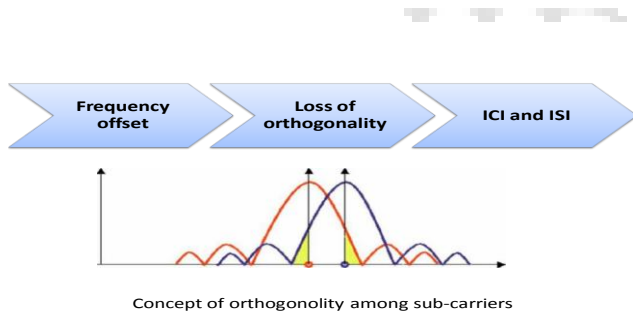 Frequency
offset
Loss of
orthogonality
ICI and ISI
Concept of orthogonolity among sub-carriers